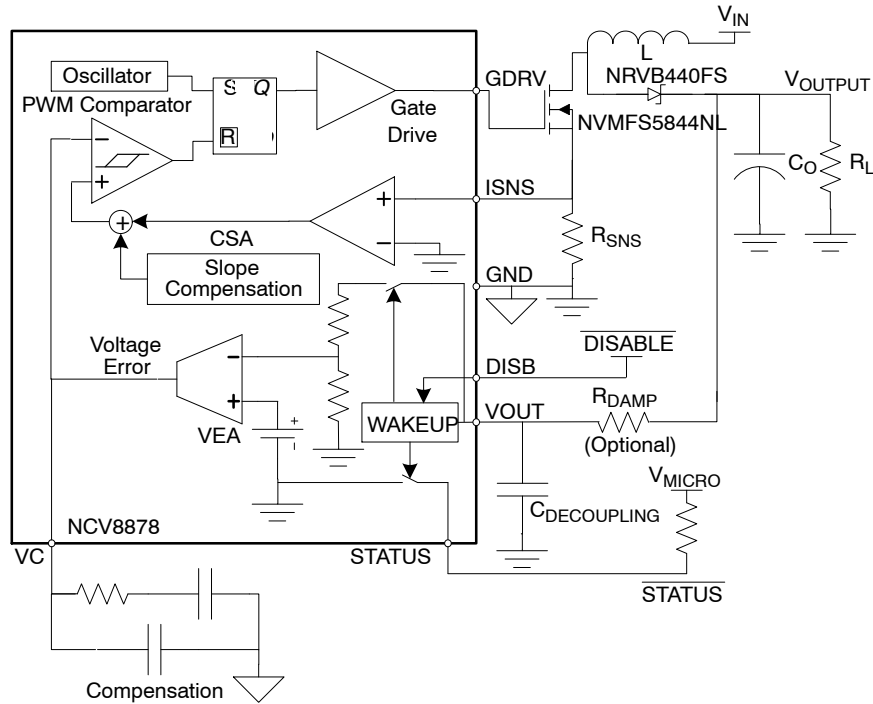 V_IN
L
NRVB440FS
V_OUTPUT
Oscillator
S Q
GDRV
PWM Comparator
Gate
Drive
NVMFS5844NL
R
−
+
C_O
R_L
ISNS
+
+
CSA
−
R_SNS
Slope
Compensation
GND
Voltage
Error
−
DISABLE
DISB
+
+
−
VEA
WAKEUP
VOUT
R_DAMP
(Optional)
V_MICRO
C_DECOUPLING
NCV8878
VC
STATUS
STATUS
Compensation